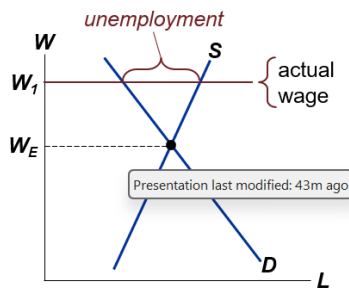 unemployment
W
S
W1
actual
wage
WE
Presentation last modified: 43m ago
D
L